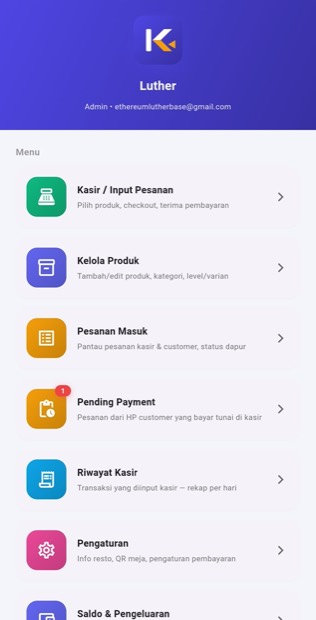 Luther
Admin • ethereumlutherbase@gmail.com
Menu
Kasir / Input Pesanan
Pilih produk, checkout, terima pembayaran
Kelola Produk
Tambah/edit produk, kategori, level/varian
Pesanan Masuk
Pantau pesanan kasir & customer, status dapur
1
Pending Payment
Pesanan dari HP customer yang bayar tunai di kasir
Riwayat Kasir
Transaksi yang diinput kasir — rekap per hari
Pengaturan
Info resto, QR meja, pengaturan pembayaran
Saldo & Pengeluaran